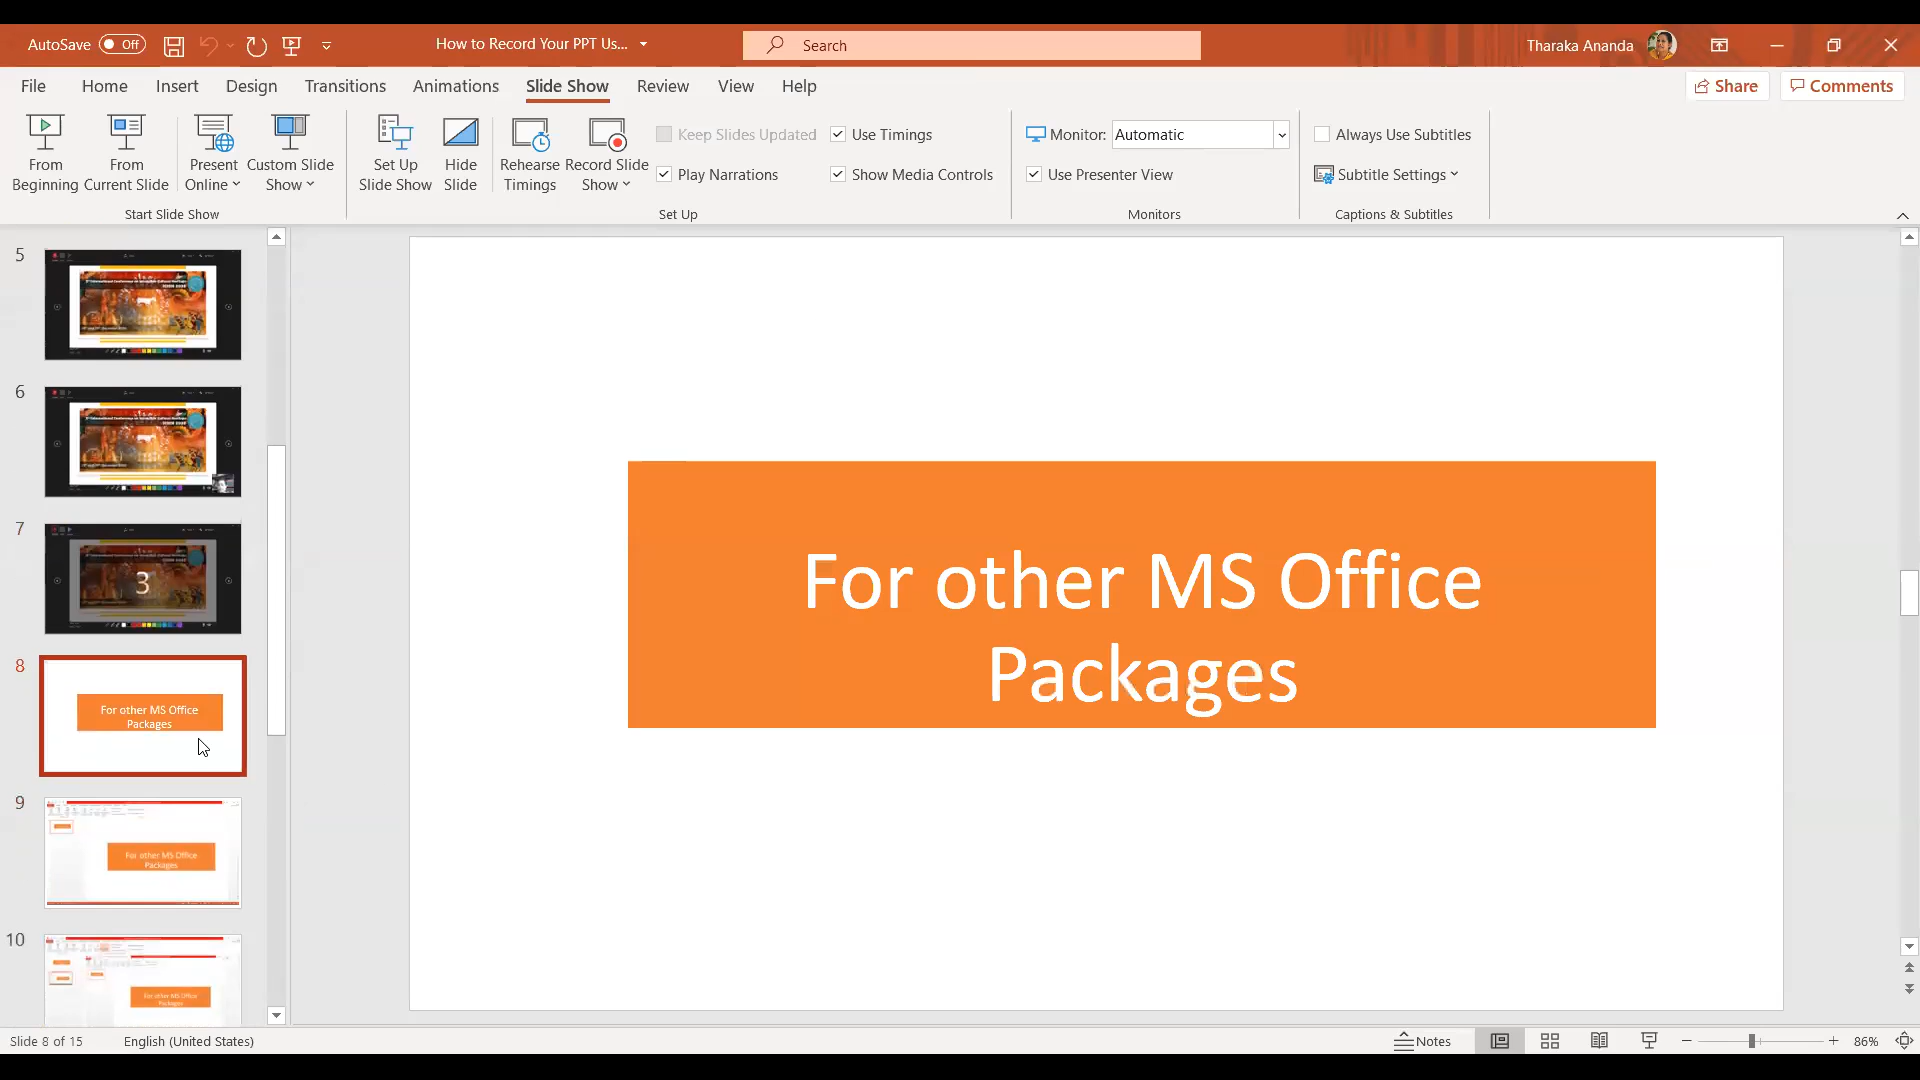 AutoSave Off
How to Record Your PPT Us...
Search
Tharaka Ananda
File Home Insert Design Transitions Animations Slide Show Review View Help
Share Comments
From Beginning
From Current Slide
Present Online
Custom Slide Show
Start Slide Show
Set Up Slide Show
Hide Slide
Rehearse Timings
Record Slide Show
Keep Slides Updated
Use Timings
Play Narrations
Show Media Controls
Set Up
Monitor: Automatic
Use Presenter View
Monitors
Always Use Subtitles
Subtitle Settings
Captions & Subtitles
5
6
7
3
8
For other MS Office
Packages
9
For other MS Office
Packages
10
For other MS Office
Packages
For other MS Office
Packages
Slide 8 of 15
English (United States)
Notes
86%